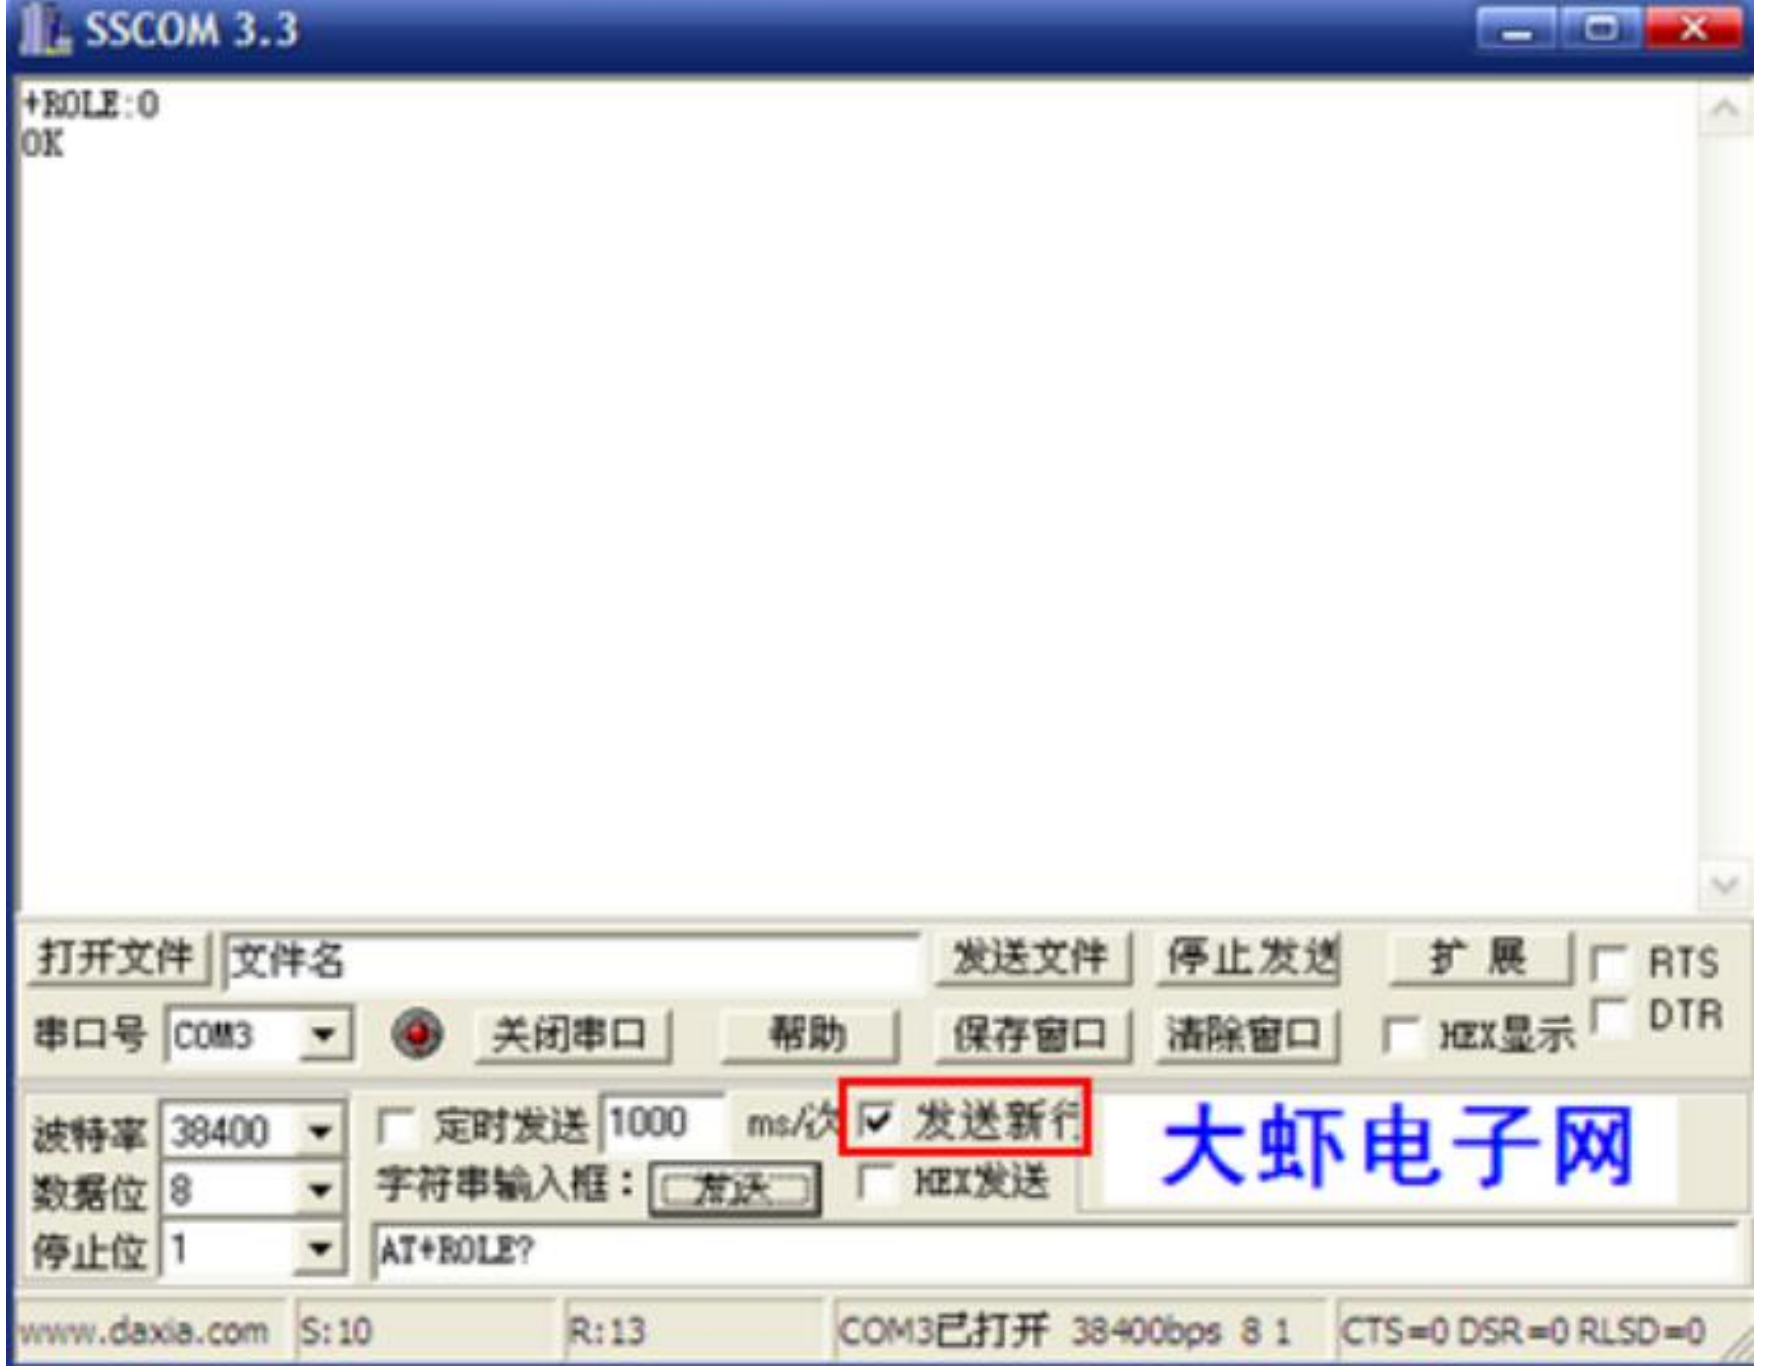 SSCOM 3.3
+ROLE:0
OK
打开文件 文件名 发送文件 停止发送 扩展 RTS
串口号 COM3 关闭串口 帮助 保存窗口 清除窗口 HEX显示 DTR
波特率 38400 定时发送 1000 ms/次 发送新行 大虾电子网
数据位 8 字符串输入框： 发送 HEX发送
停止位 1 AT+ROLE?
www.daxia.com S:10 R:13 COM3已打开 38400bps 8 1 CTS=0 DSR=0 RLSD=0